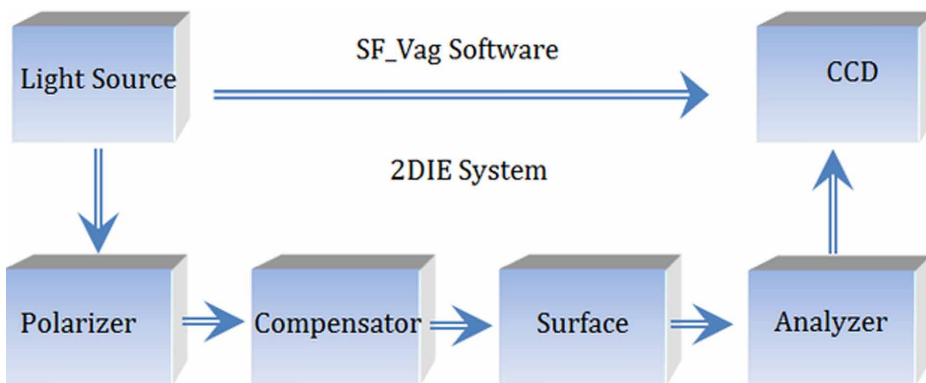 Light Source
SF_Vag Software
CCD
2DIE System
Polarizer
Compensator
Surface
Analyzer